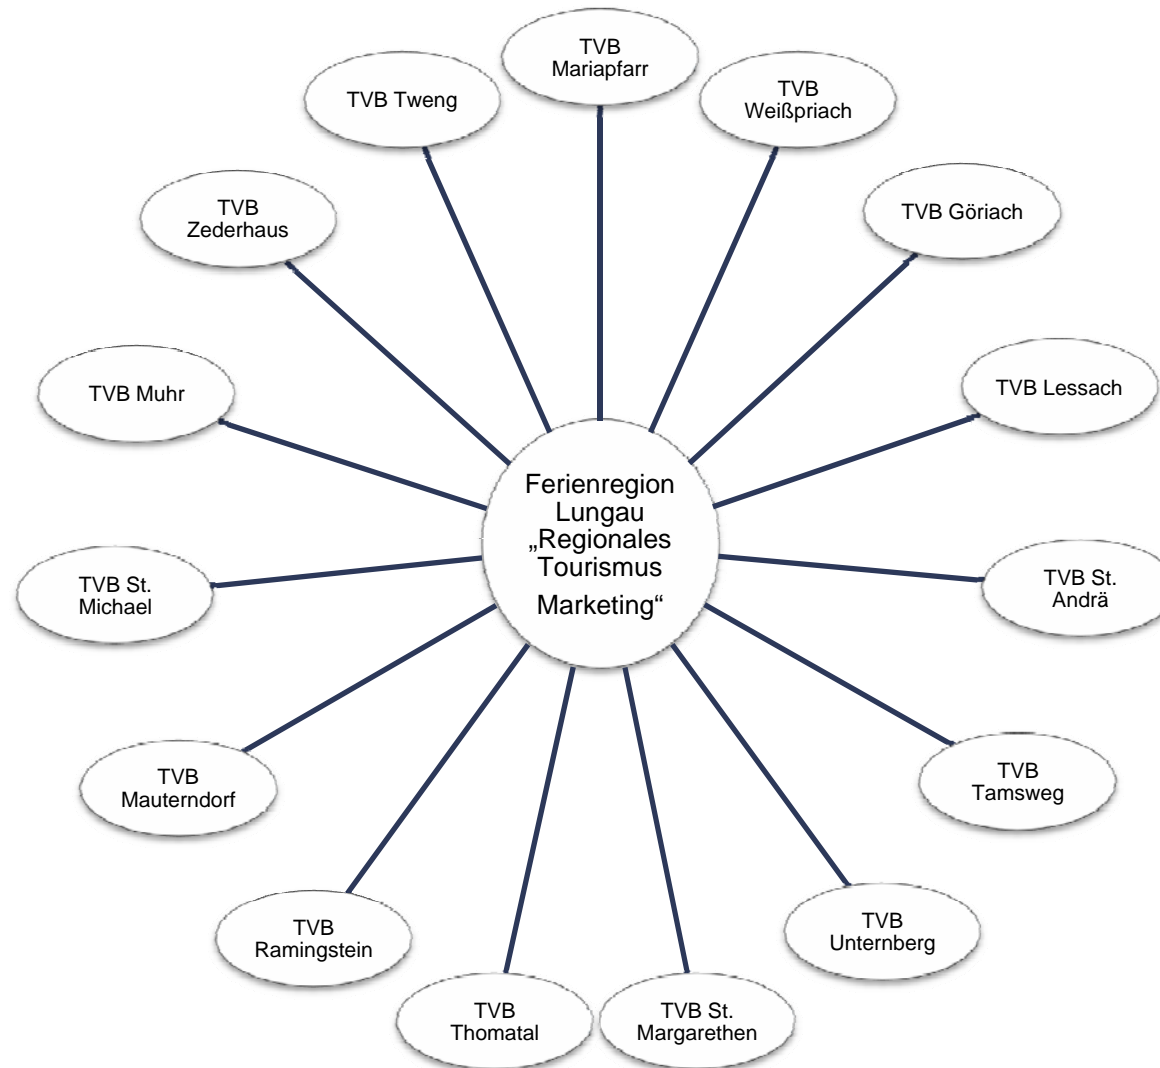 TVB
Mariapfarr
TVB
Weißpriach
TVB Göriach
TVB Lessach
TVB St.
Andrä
TVB
Tamsweg
TVB
Unternberg
TVB St.
Margarethen
TVB
Thomatal
TVB
Ramingstein
TVB
Mauterndorf
TVB St.
Michael
TVB Muhr
TVB
Zederhaus
TVB Tweng
Ferienregion
Lungau
„Regionales
Tourismus
Marketing“